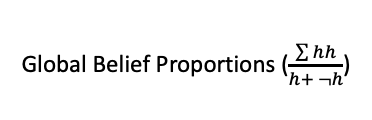 Global Belief Proportions (∑hh / h+ ¬h)